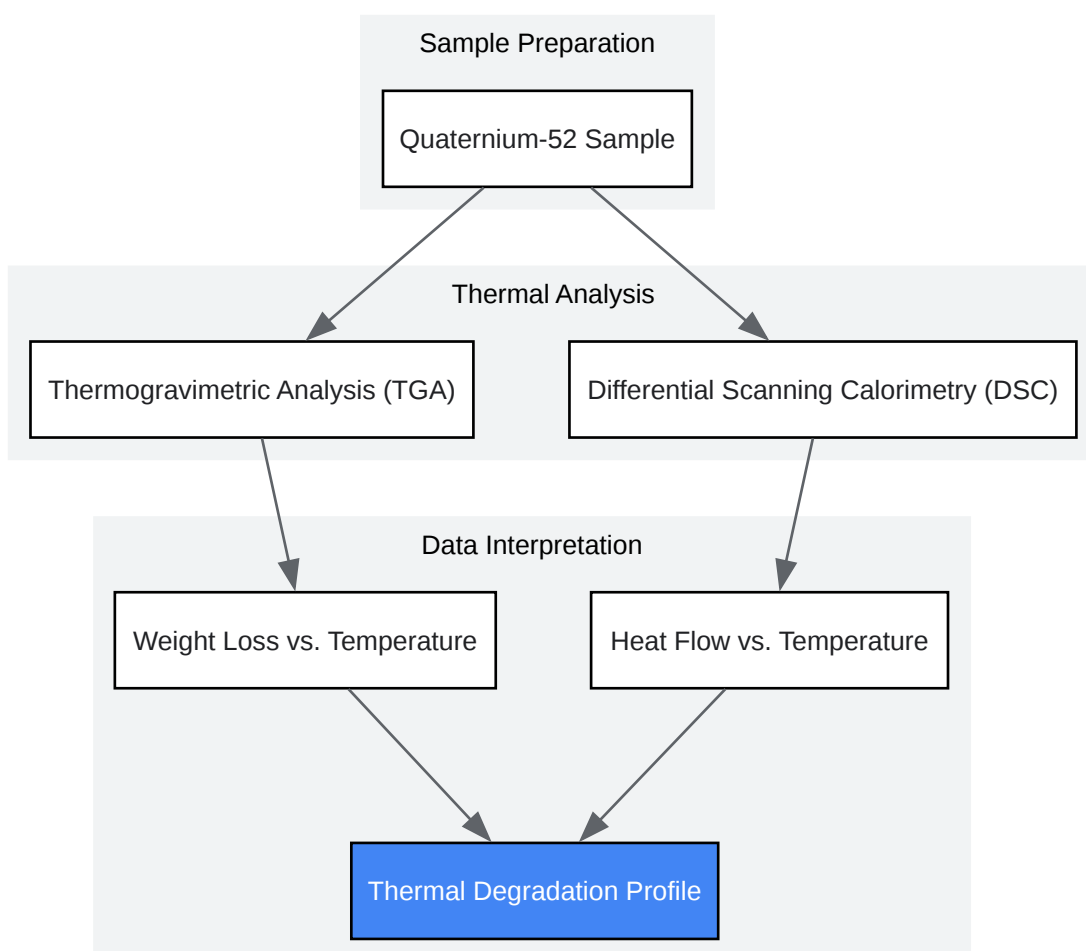 Sample Preparation
Quaternium-52 Sample
Thermal Analysis
Thermogravimetric Analysis (TGA)
Differential Scanning Calorimetry (DSC)
Data Interpretation
Weight Loss vs. Temperature
Heat Flow vs. Temperature
Thermal Degradation Profile